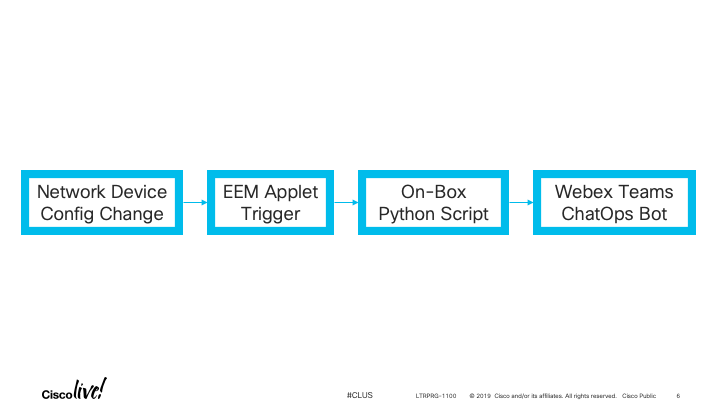 Network Device
Config Change
EEM Applet
Trigger
On-Box
Python Script
Webex Teams
ChatOps Bot
Cisco live!
#CLUS
LTRPRG-1100
© 2019 Cisco and/or its affiliates. All rights reserved. Cisco Public
6